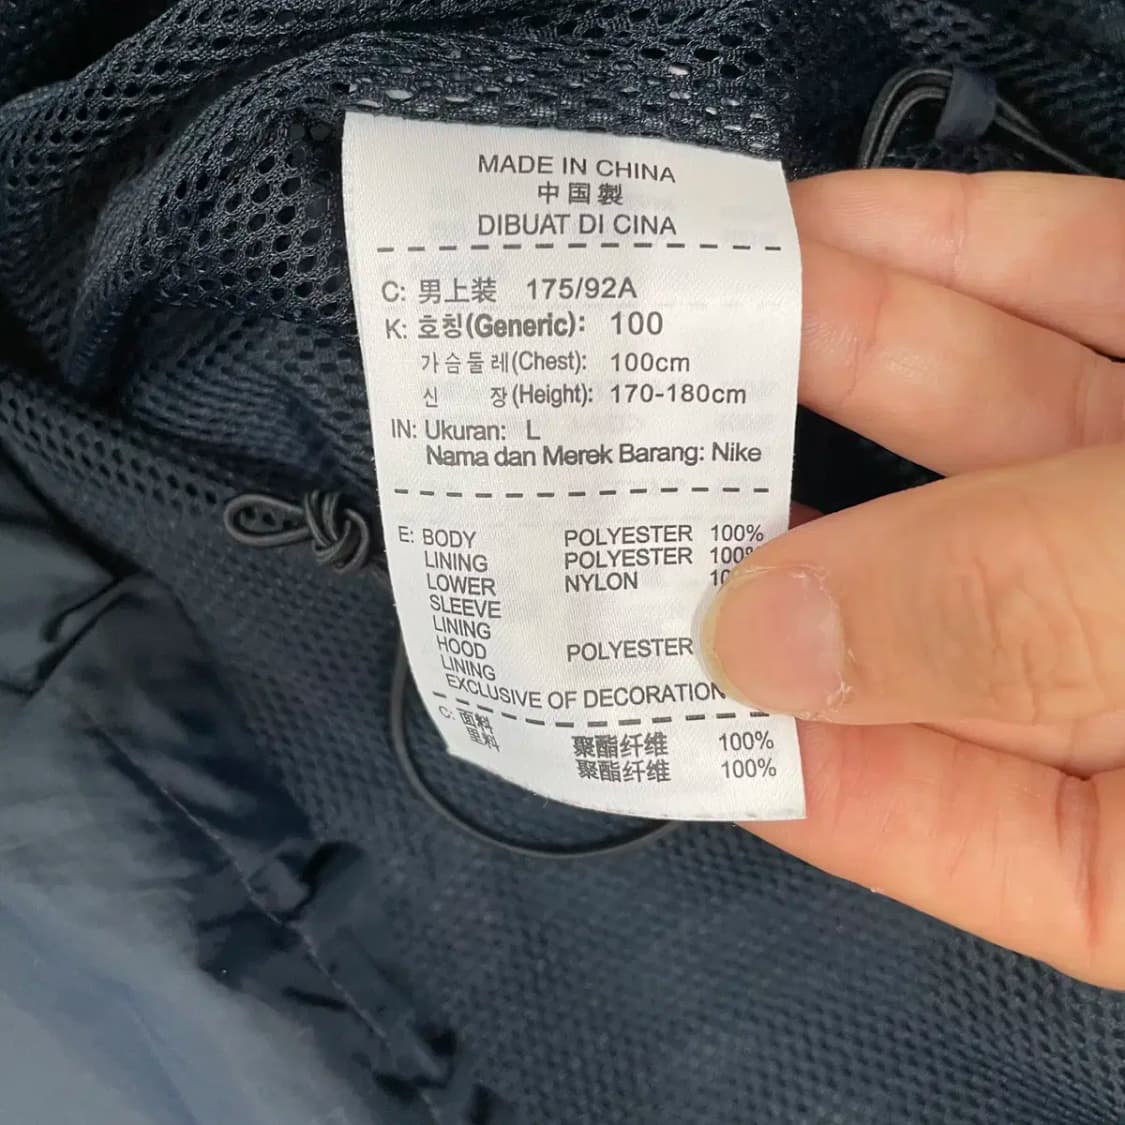 MADE IN CHINA
中国製
DIBUAT DI CINA
C: 男上装 175/92A
K: 호칭(Generic): 100
가슴둘레(Chest): 100cm
신 장(Height): 170-180cm
IN: Ukuran: L
Nama dan Merek Barang: Nike
E: BODY POLYESTER 100%
LINING POLYESTER 100%
LOWER NYLON
SLEEVE
LINING
HOOD POLYESTER
LINING
EXCLUSIVE OF DECORATION
C: 面料 聚酯纤维 100%
里料 聚酯纤维 100%